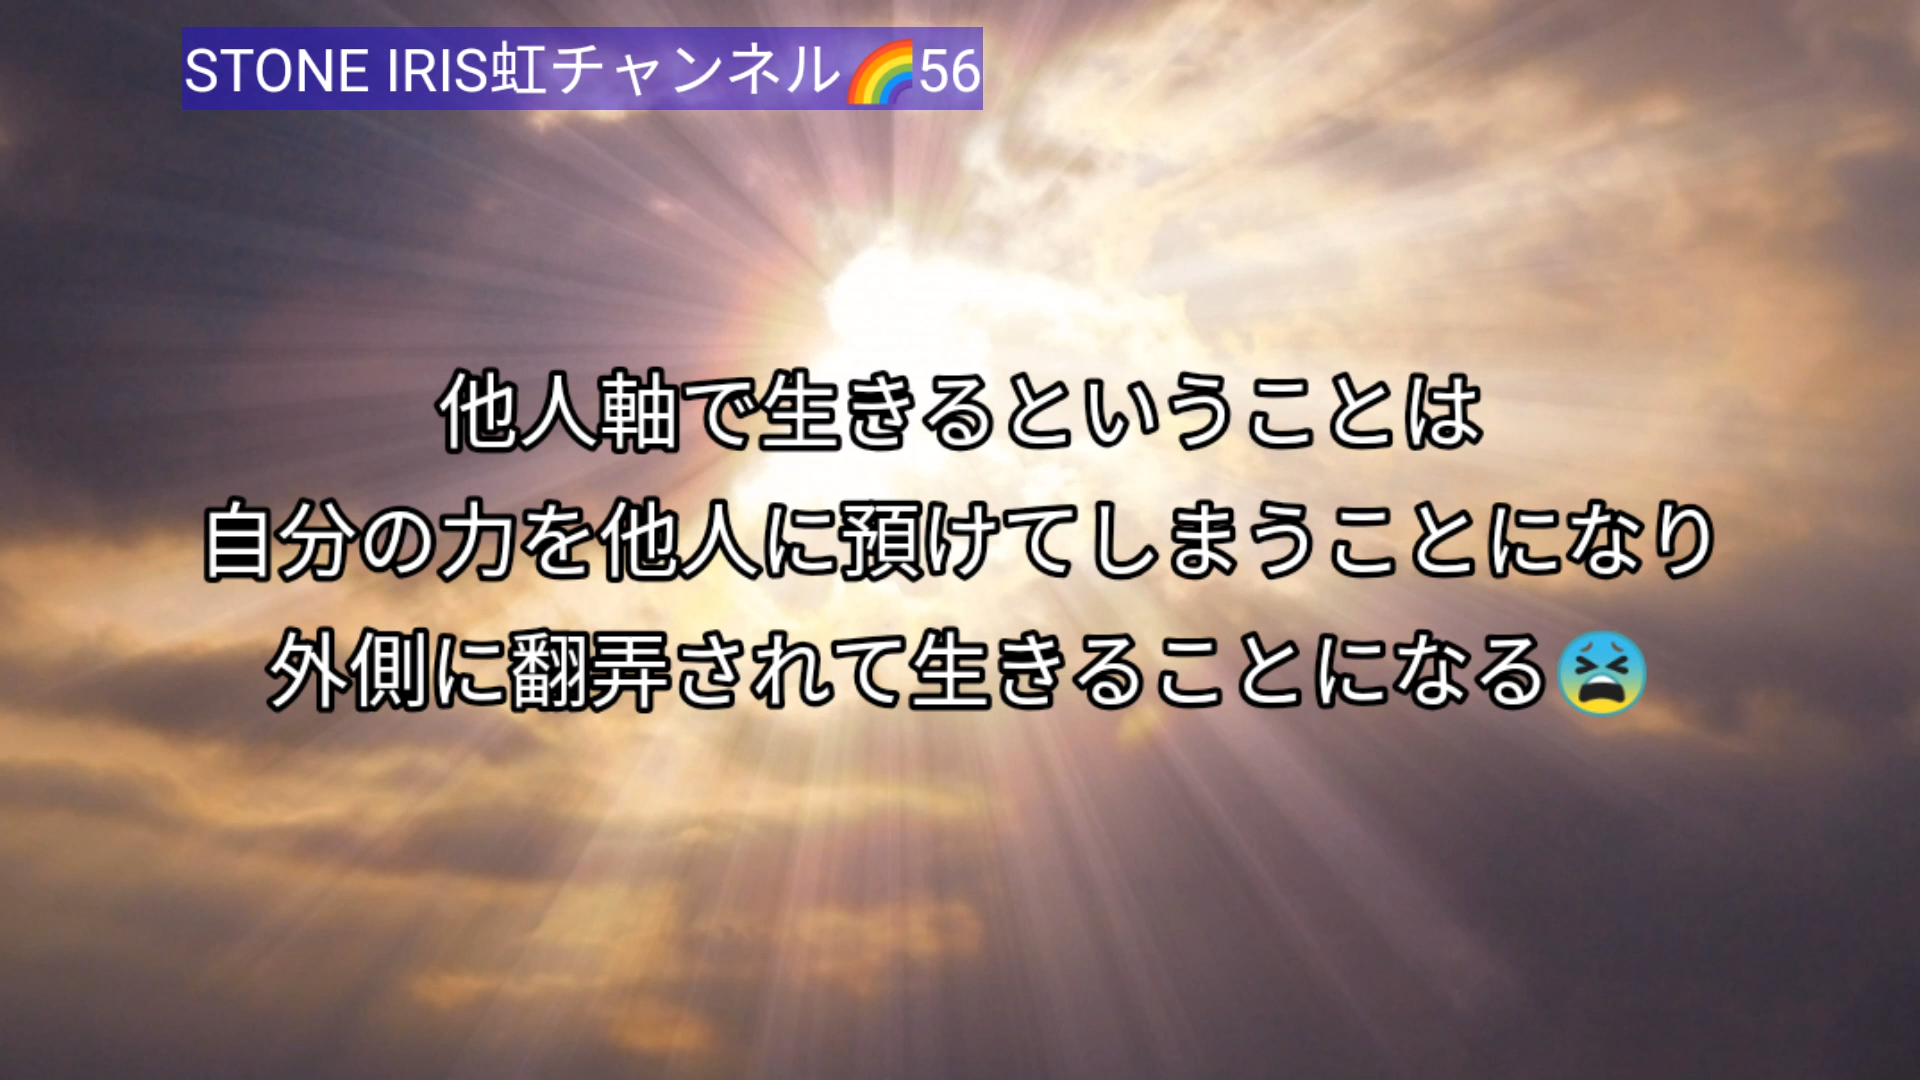 STONE IRIS虹チャンネル🌈56
他人軸で生きるということは
自分の力を他人に預けてしまうことになり
外側に翻弄されて生きることになる😫